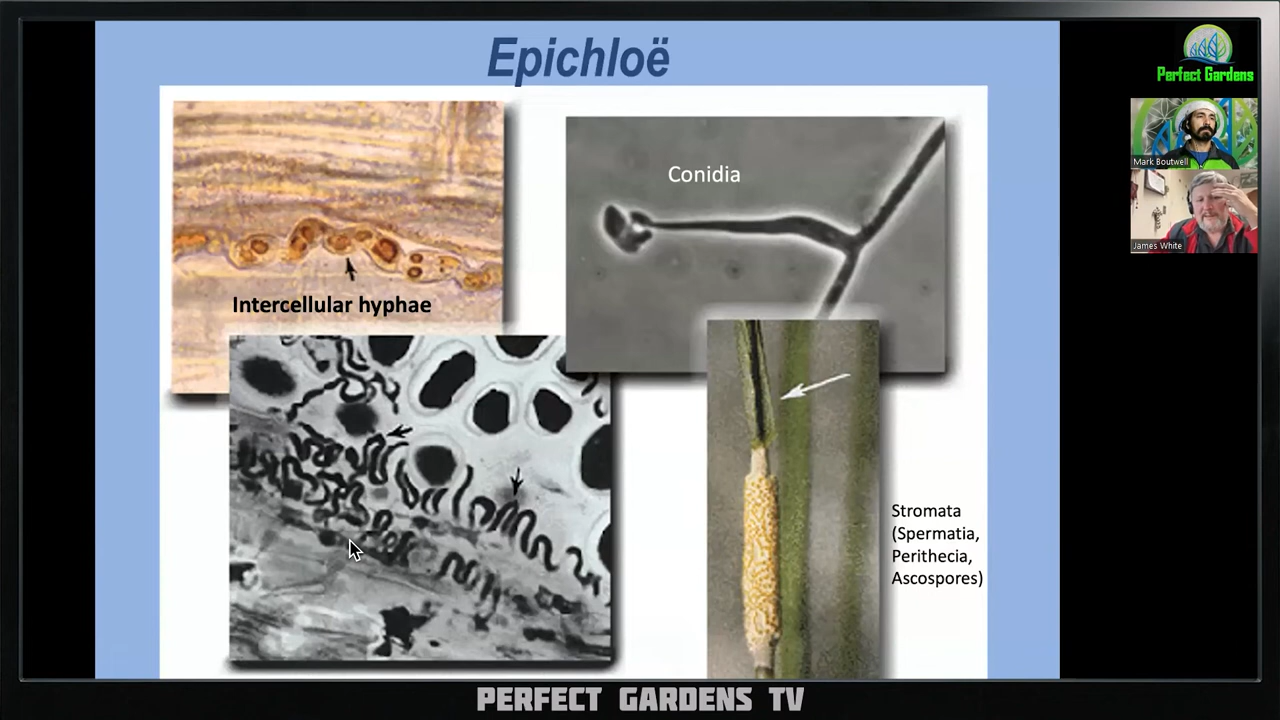 Epichloë
Perfect Gardens
Conidia
Mark Boutwell
James White
Intercellular hyphae
Stromata
(Spermatia,
Perithecia,
Ascospores)
PERFECT GARDENS TV